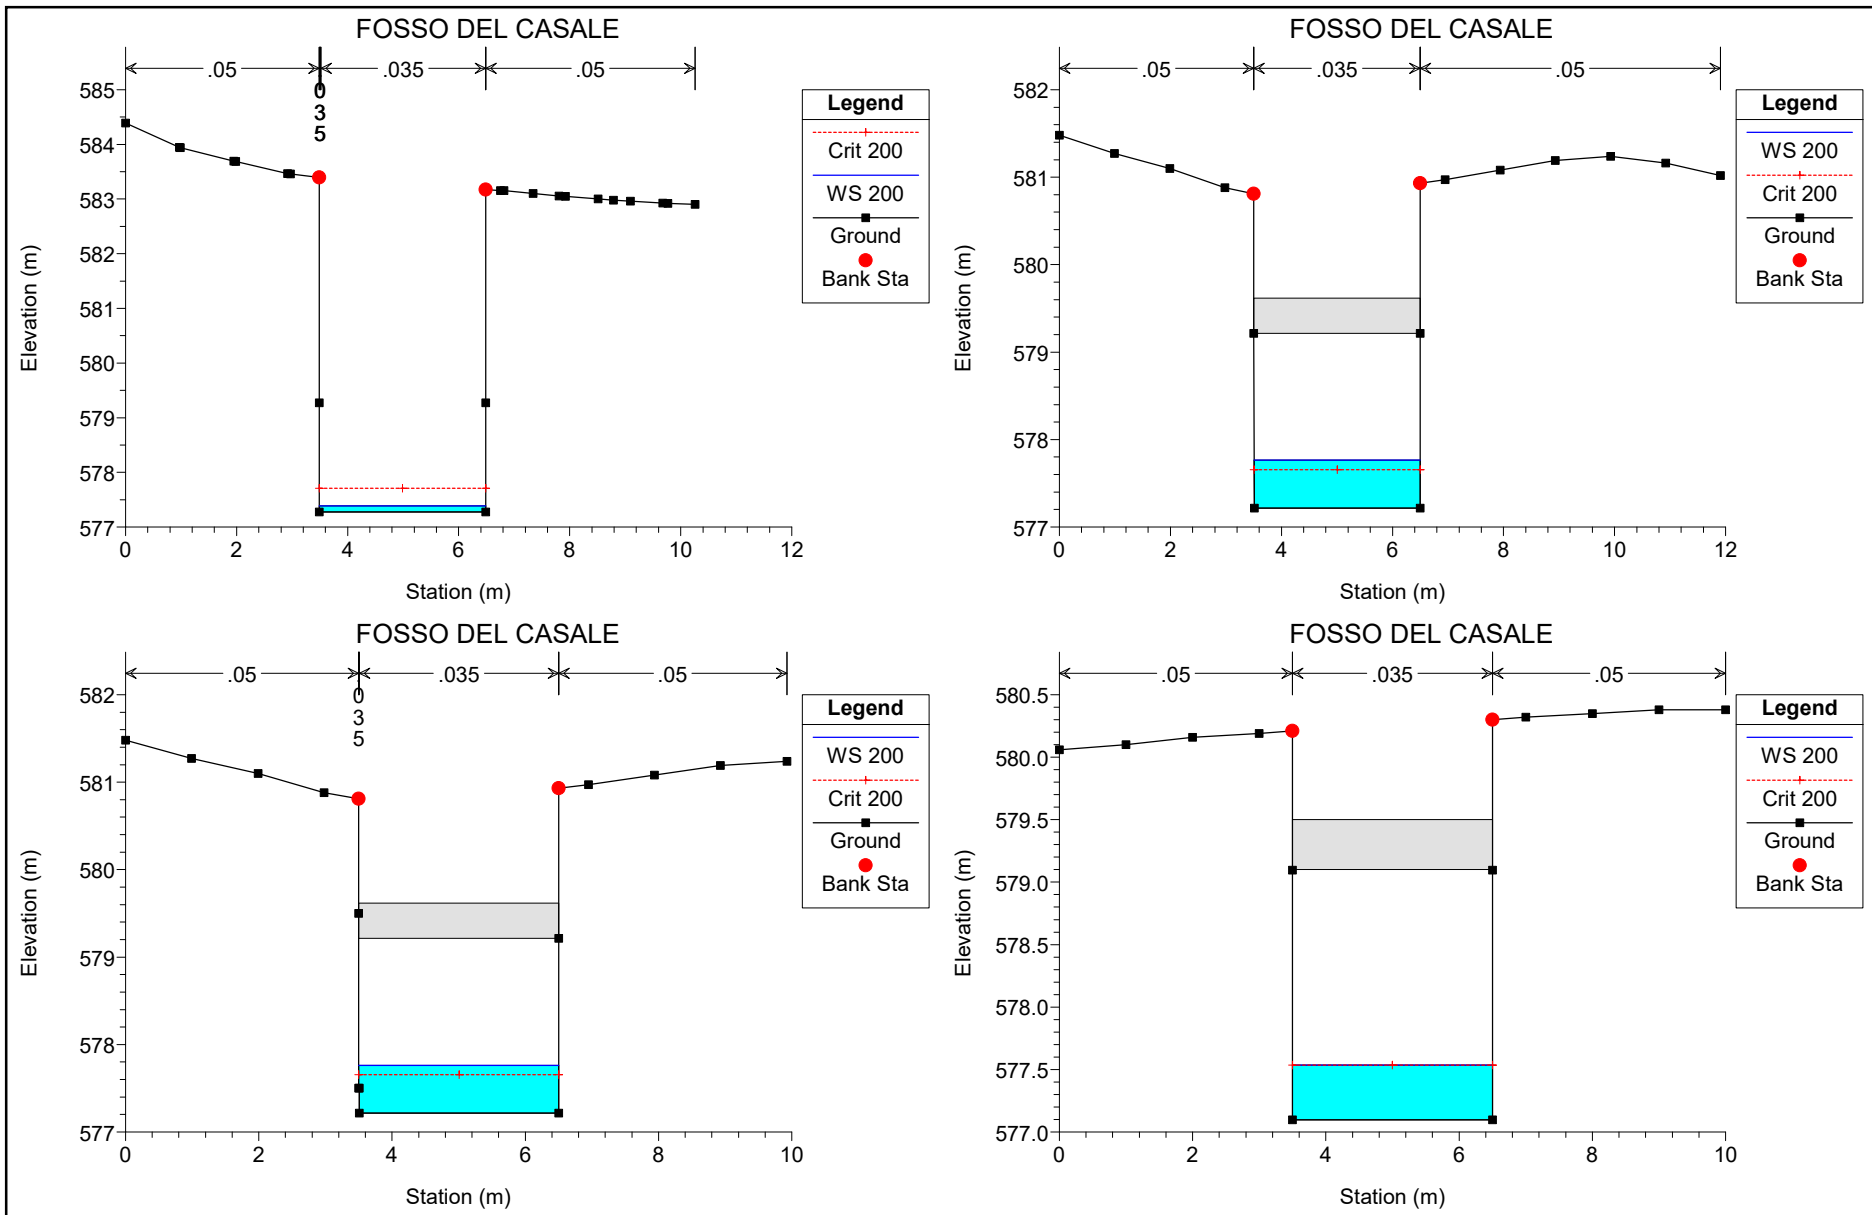 FOSSO DEL CASALE
.05 .035 .05
0
3
5
585
584
583
582
581
580
579
578
577
0 2 4 6 8 10 12
Station (m)
Elevation (m)
Legend
Crit 200
WS 200
Ground
Bank Sta
FOSSO DEL CASALE
.05 .035 .05
582
581
580
579
578
577
0 2 4 6 8 10 12
Station (m)
Elevation (m)
Legend
WS 200
Crit 200
Ground
Bank Sta
FOSSO DEL CASALE
.05 .035 .05
0
3
5
582
581
580
579
578
577
0 2 4 6 8 10
Station (m)
Elevation (m)
Legend
WS 200
Crit 200
Ground
Bank Sta
FOSSO DEL CASALE
.05 .035 .05
580.5
580.0
579.5
579.0
578.5
578.0
577.5
577.0
0 2 4 6 8 10
Station (m)
Elevation (m)
Legend
WS 200
Crit 200
Ground
Bank Sta